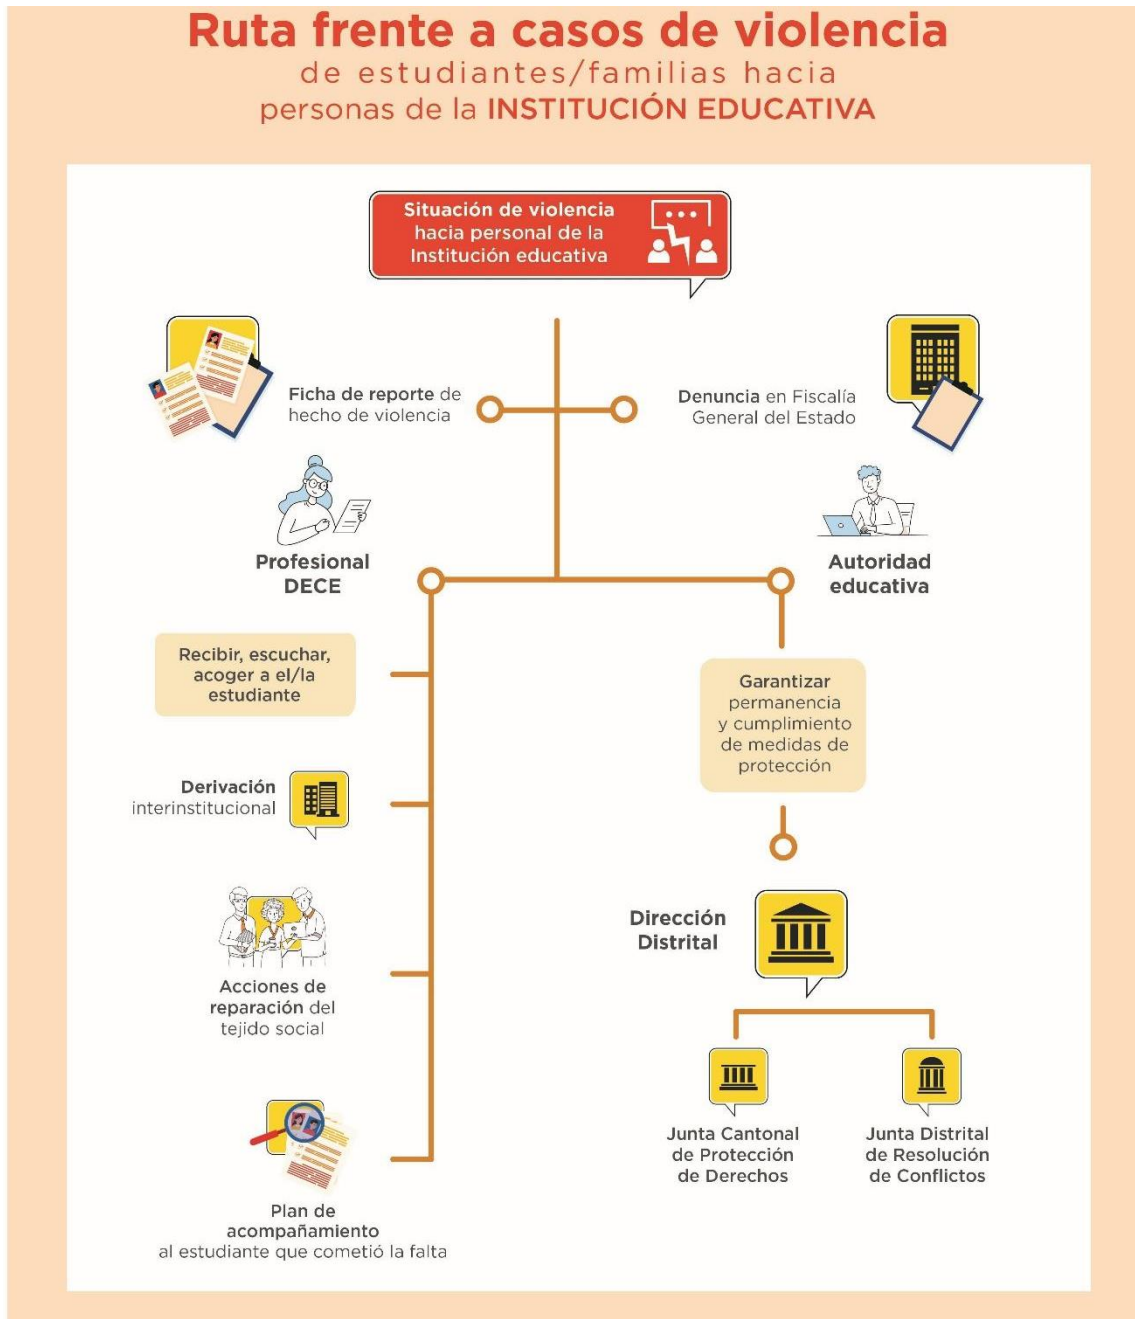 Ruta frente a casos de violencia
de estudiantes/familias hacia
personas de la INSTITUCIÓN EDUCATIVA
Situación de violencia
hacia personal de la
Institución educativa
Ficha de reporte de
hecho de violencia
Denuncia en Fiscalía
General del Estado
Profesional
DECE
Autoridad
educativa
Recibir, escuchar,
acoger a el/la
estudiante
Derivación
interinstitucional
Acciones de
reparación del
tejido social
Plan de
acompañamiento
al estudiante que cometió la falta
Garantizar
permanencia
y cumplimiento
de medidas de
protección
Dirección
Distrital
Junta Cantonal
de Protección
de Derechos
Junta Distrital
de Resolución
de Conflictos